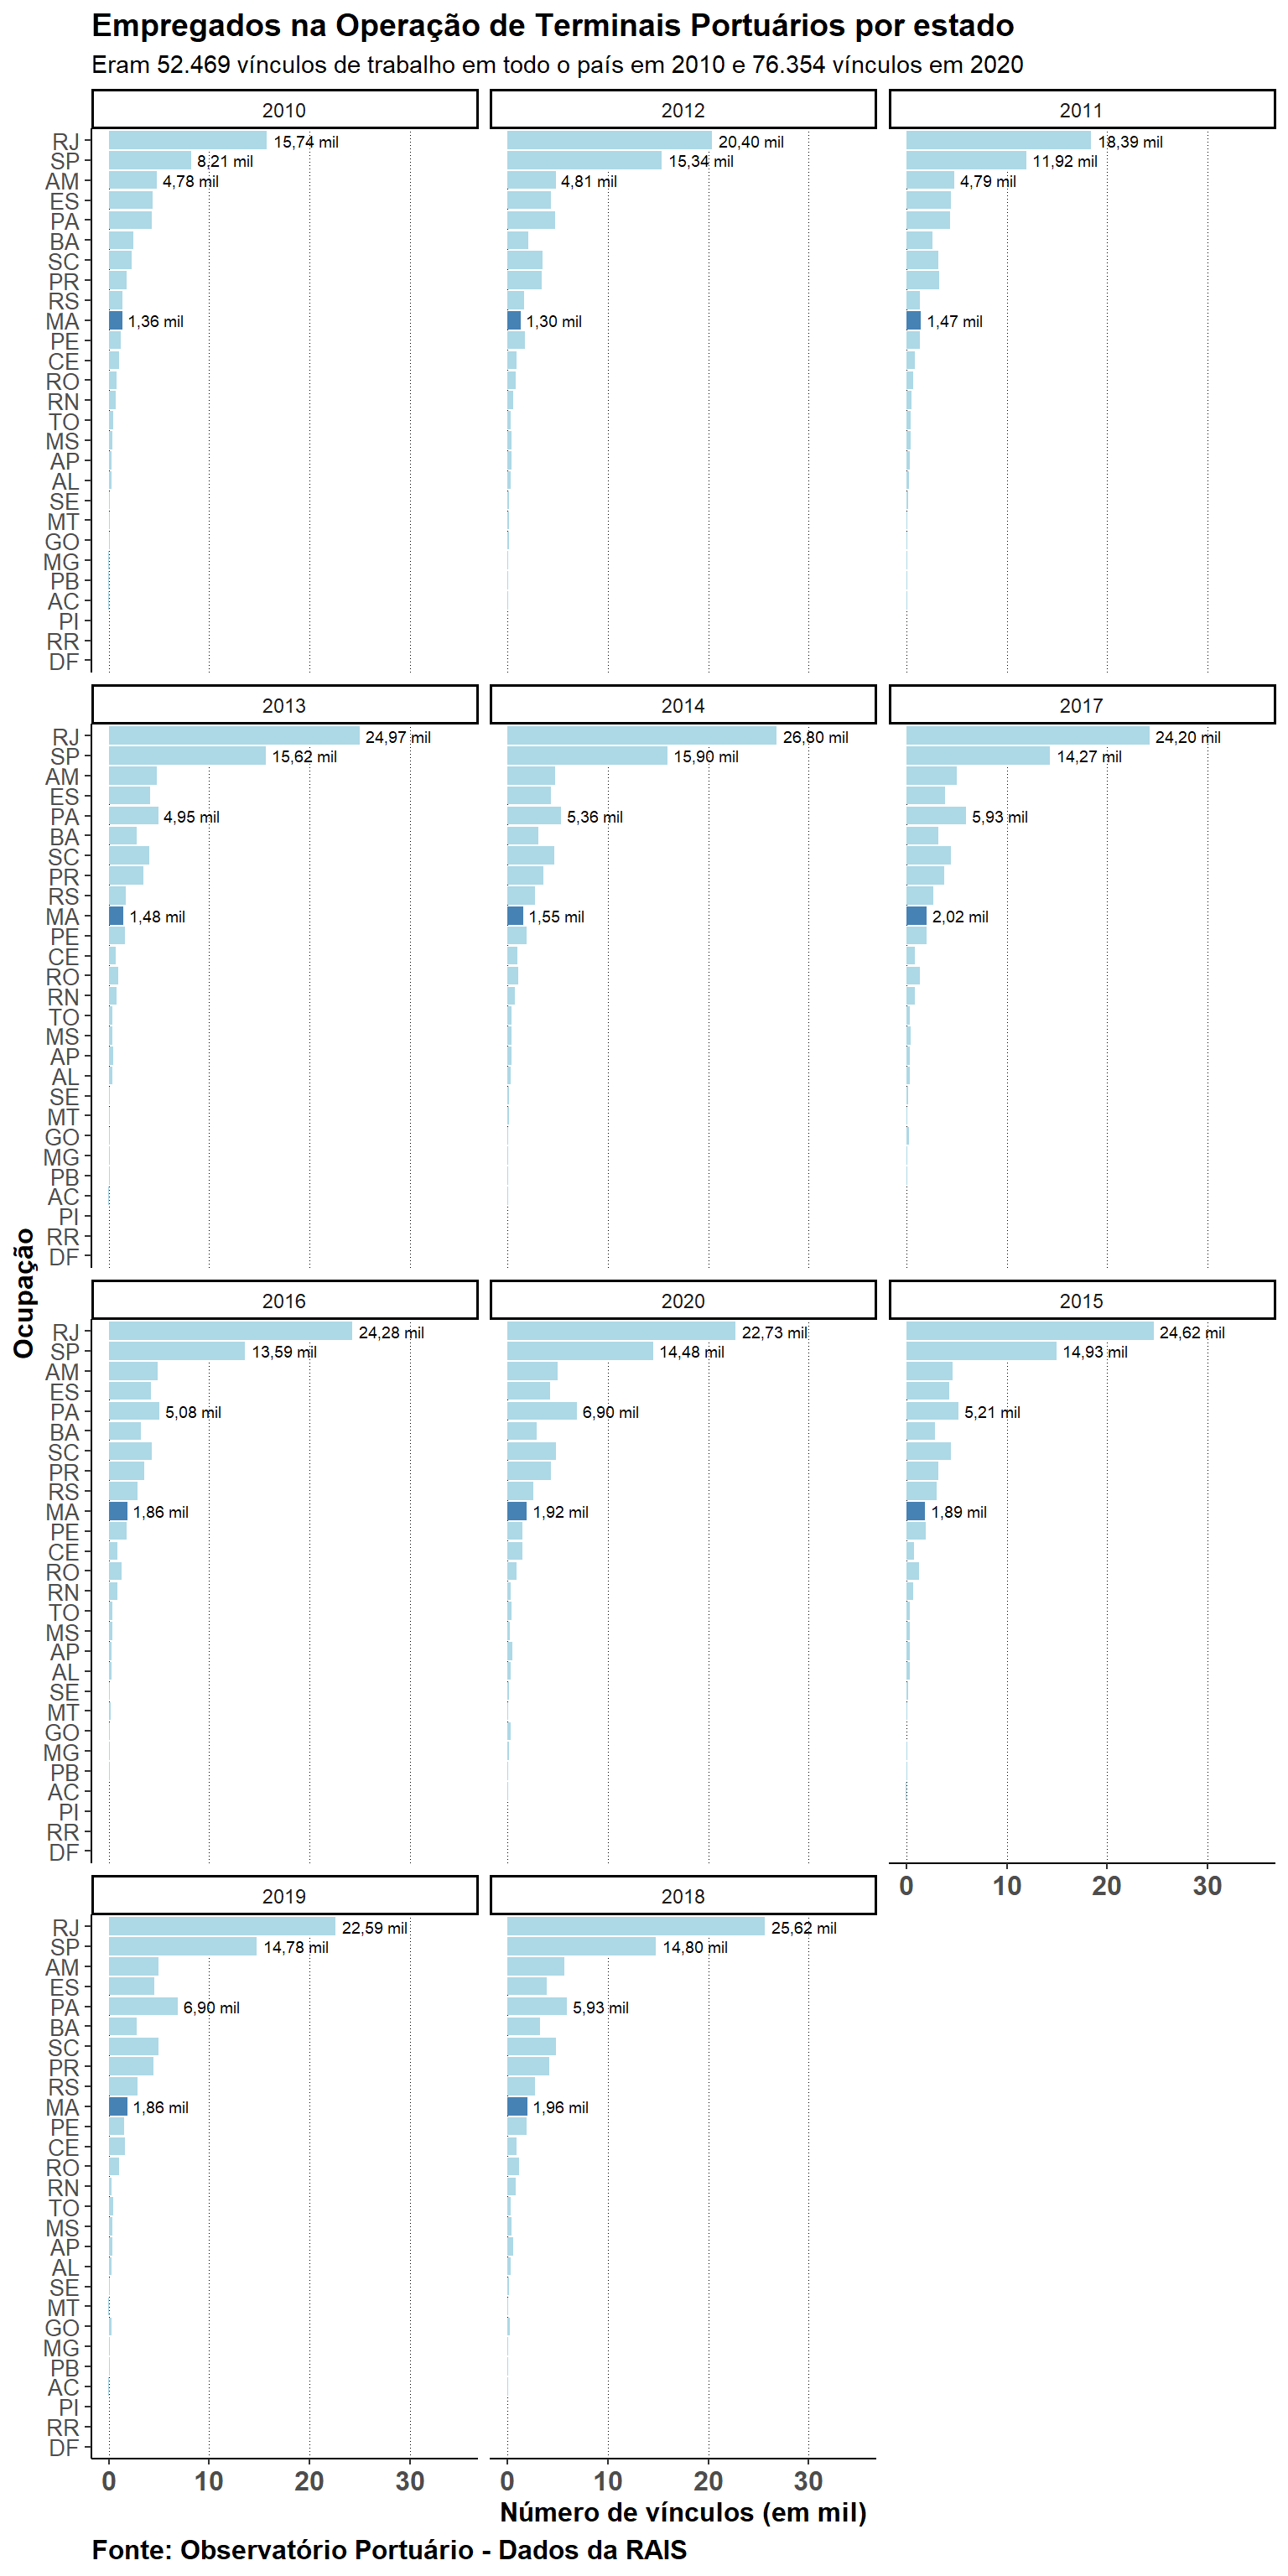 Empregados na Operação de Terminais Portuários por estado
Eram 52.469 vínculos de trabalho em todo o país em 2010 e 76.354 vínculos em 2020
2010 2012 2011
RJ 15,74 mil 20,40 mil 18,39 mil
SP 8,21 mil 15,34 mil 11,92 mil
AM 4,78 mil 4,81 mil 4,79 mil
ES
PA
BA
SC
PR
RS
MA 1,36 mil 1,30 mil 1,47 mil
PE
CE
RO
RN
TO
MS
AP
AL
SE
MT
GO
MG
PB
AC
PI
RR
DF
2013 2014 2017
RJ 24,97 mil 26,80 mil 24,20 mil
SP 15,62 mil 15,90 mil 14,27 mil
AM
ES
PA 4,95 mil 5,36 mil 5,93 mil
BA
SC
PR
RS
MA 1,48 mil 1,55 mil 2,02 mil
PE
CE
RO
RN
TO
MS
AP
AL
SE
MT
GO
MG
PB
AC
PI
RR
DF
Ocupação
2016 2020 2015
RJ 24,28 mil 22,73 mil 24,62 mil
SP 13,59 mil 14,48 mil 14,93 mil
AM
ES
PA 5,08 mil 6,90 mil 5,21 mil
BA
SC
PR
RS
MA 1,86 mil 1,92 mil 1,89 mil
PE
CE
RO
RN
TO
MS
AP
AL
SE
MT
GO
MG
PB
AC
PI
RR
DF
0 10 20 30
2019 2018
RJ 22,59 mil 25,62 mil
SP 14,78 mil 14,80 mil
AM
ES
PA 6,90 mil 5,93 mil
BA
SC
PR
RS
MA 1,86 mil 1,96 mil
PE
CE
RO
RN
TO
MS
AP
AL
SE
MT
GO
MG
PB
AC
PI
RR
DF
0 10 20 30 0 10 20 30
Número de vínculos (em mil)
Fonte: Observatório Portuário - Dados da RAIS